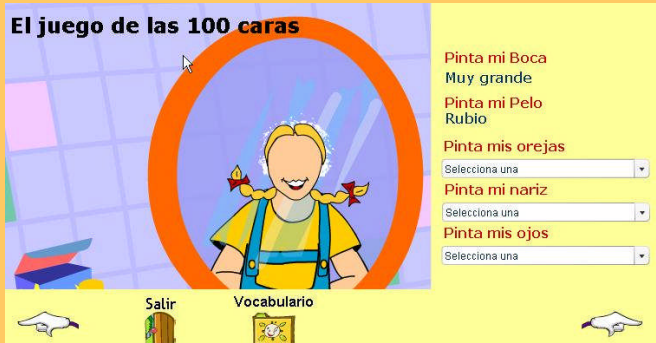 El juego de las 100 caras
Pinta mi Boca
Muy grande
Pinta mi Pelo
Rubio
Pinta mis orejas
Selecciona una
Pinta mi nariz
Selecciona una
Pinta mis ojos
Selecciona una
Salir
Vocabulario